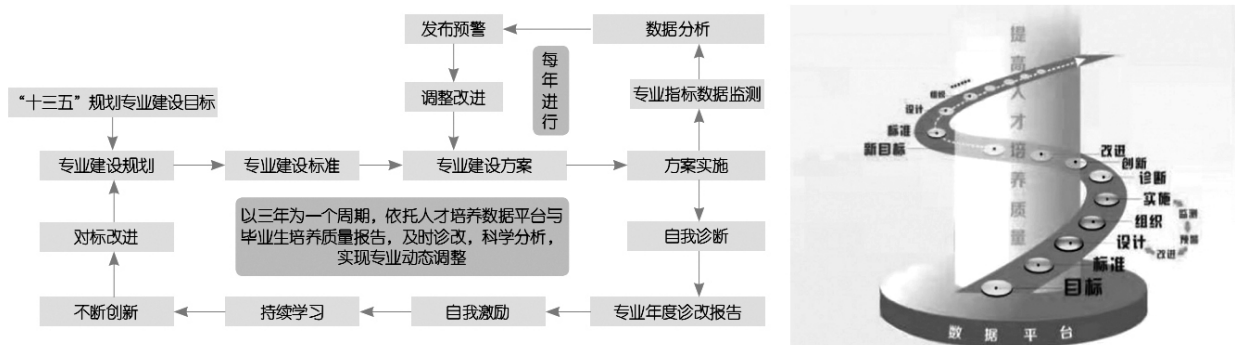 发布预警
数据分析
每年进行
调整改进
专业指标数据监测
“十三五”规划专业建设目标
专业建设规划
专业建设标准
专业建设方案
方案实施
以三年为一个周期，依托人才培养数据平台与
毕业生培养质量报告，及时诊改，科学分析，
实现专业动态调整
对标改进
自我诊断
不断创新
持续学习
自我激励
专业年度诊改报告
提高人才培养质量
组织
设计
标准
新目标
改进
创新
诊断
实施
监测
组织
预警
设计
改进
标准
目标
数据平台